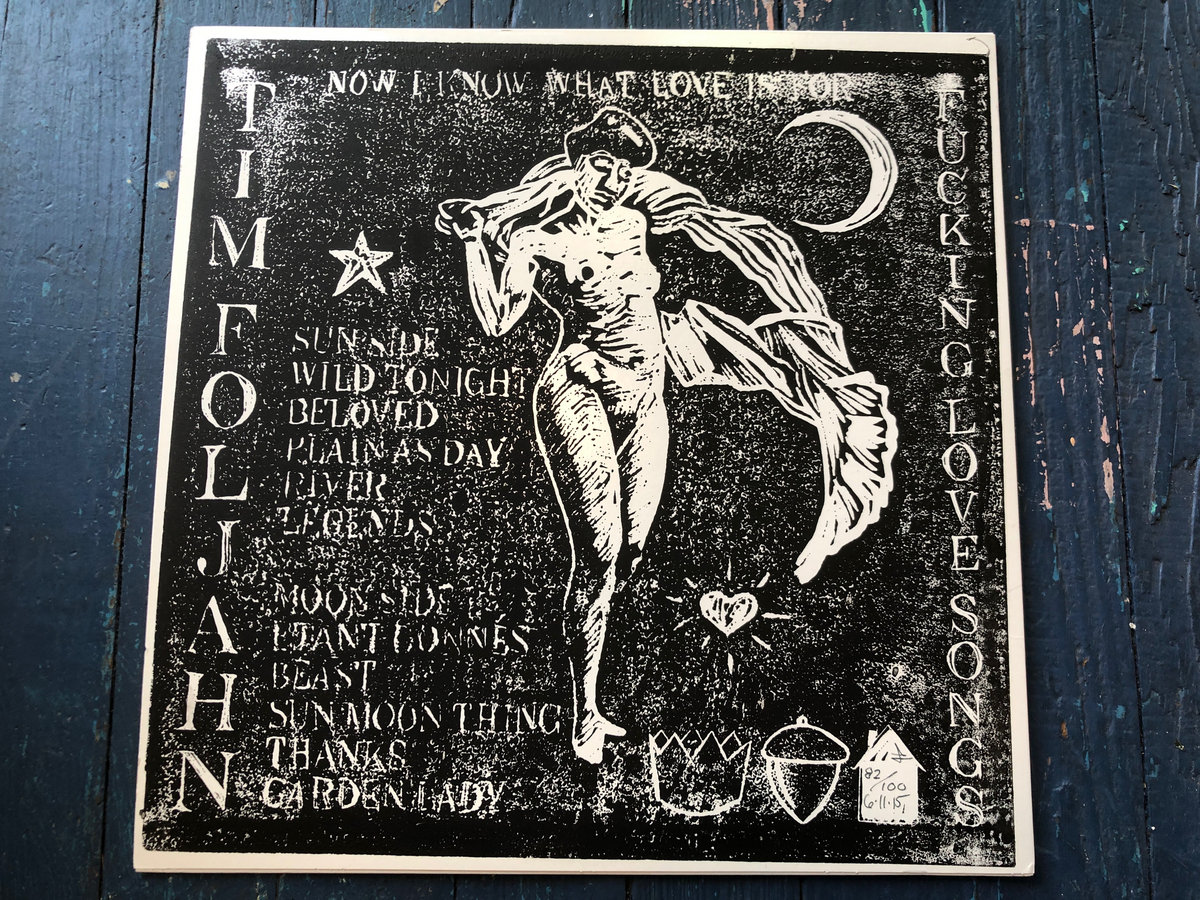 NOW I KNOW WHAT LOVE IS FOR
TIM FOLJAHN
FUCKING LOVE SONGS
SUN SIDE
WILD TONIGHT
BELOVED
PLAIN AS DAY
RIVER
LEGENDS
MOON SIDE
ETANT DONNES
BEAST
SUN MOON THING
THANKS
GARDEN LADY
82/100
6·11·15